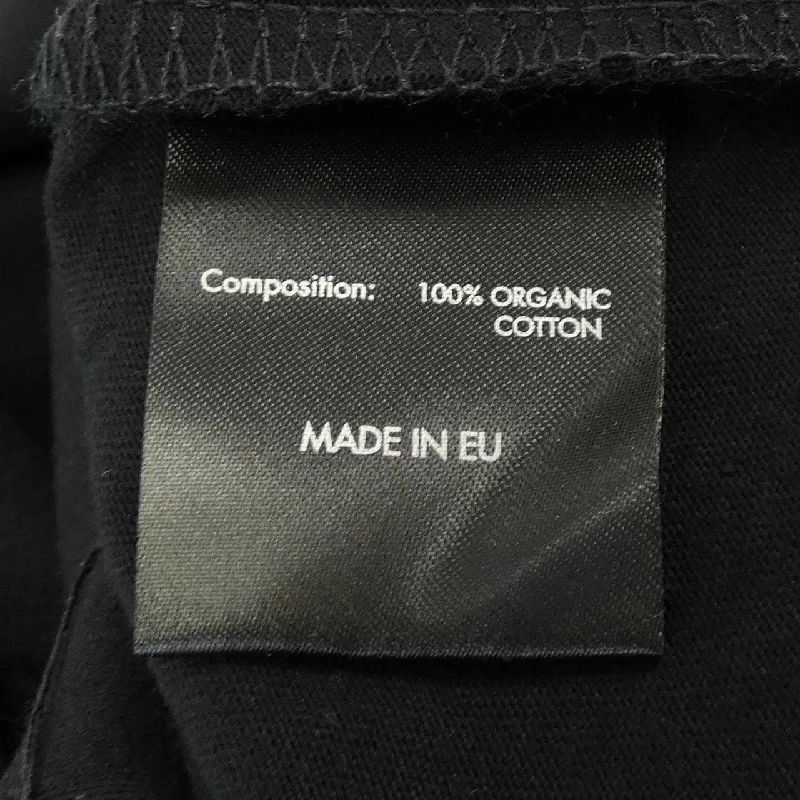 Composition: 100% ORGANIC
COTTON
MADE IN EU